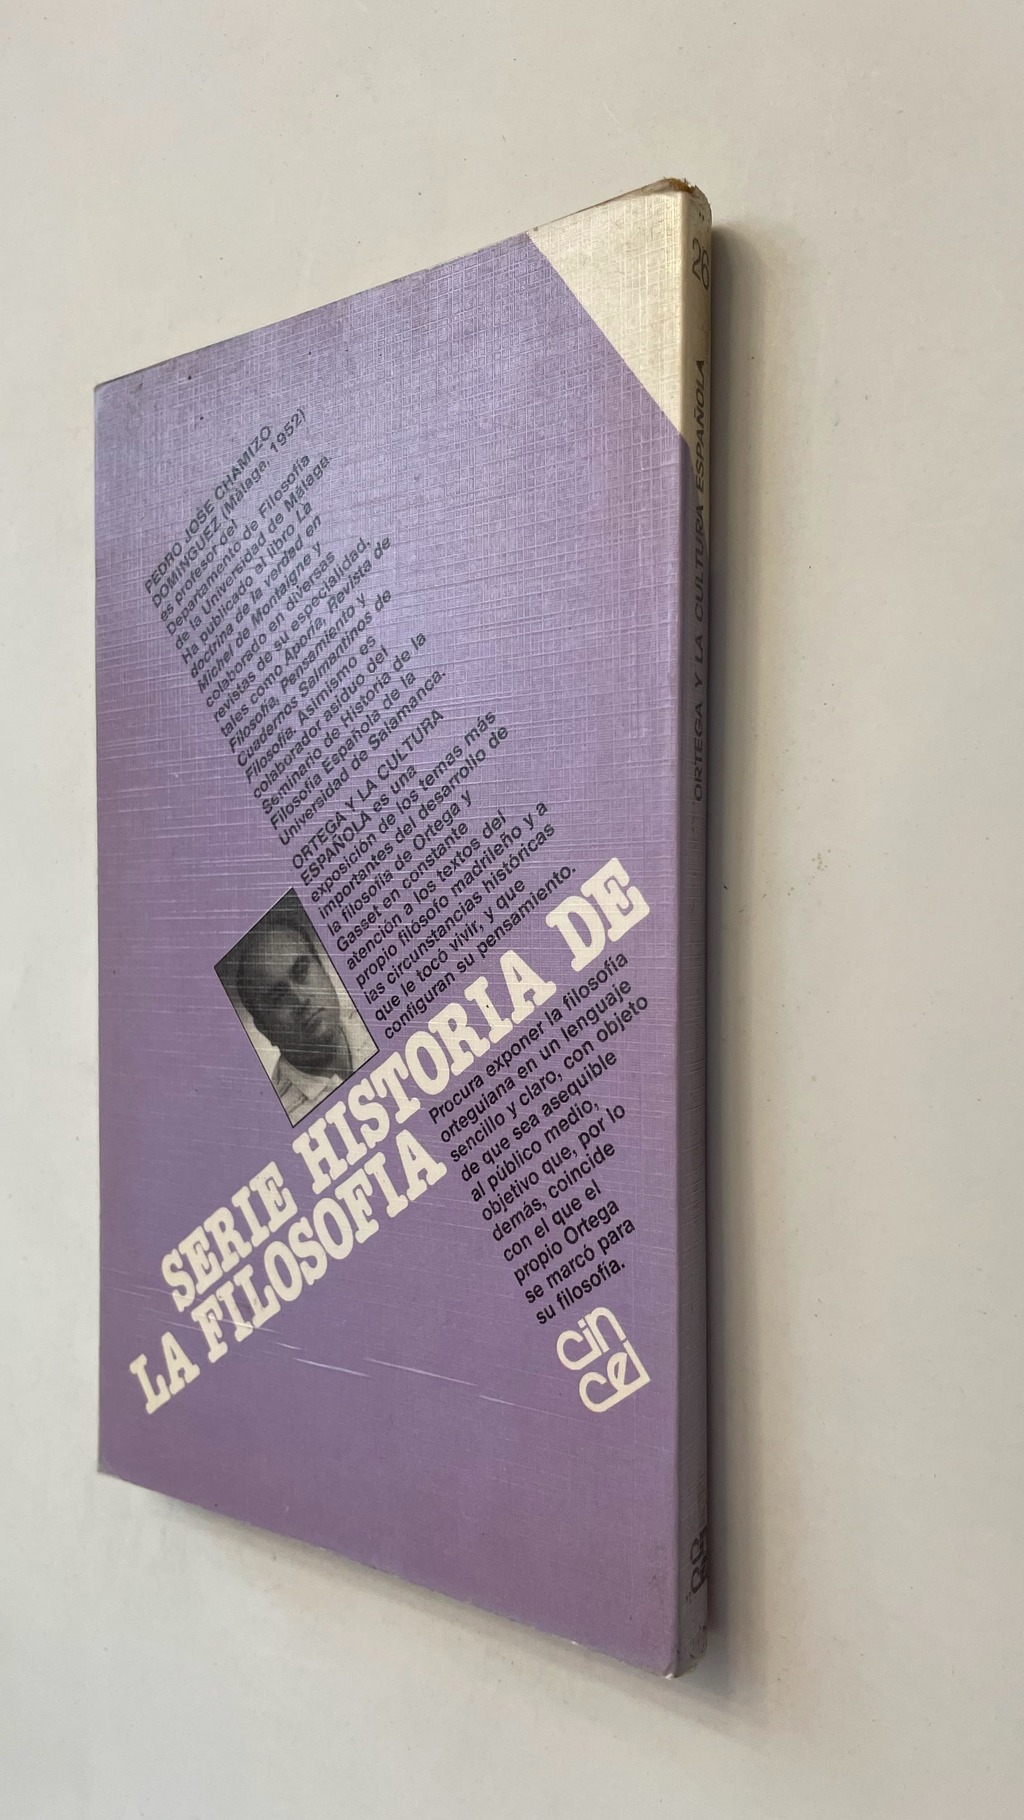 PEDRO JOSE CHAMIZO
DOMINGUEZ (Málaga, 1952)
es profesor del
Departamento de Filosofía
de la Universidad de Málaga.
Ha publicado al libro La
doctrina de la verdad en
Michel de Montaigne y
colaborado en diversas
revistas de su especialidad,
tales como Aporía, Revista de
Filosofía, Pensamiento y
Cuadernos Salmantinos de
Filosofía. Asimismo es
colaborador asiduo del
Seminario de Historia de la
Filosofía Española de la
Universidad de Salamanca.
ORTEGA Y LA CULTURA
ESPAÑOLA es una
exposición de los temas más
importantes del desarrollo de
la filosofía de Ortega y
Gasset en constante
atención a los textos del
propio filósofo madrileño y a
las circunstancias históricas
que le tocó vivir, y que
configuran su pensamiento.
SERIE HISTORIA DE
LA FILOSOFIA
Procura exponer la filosofía
orteguiana en un lenguaje
sencillo y claro, con objeto
de que sea asequible
al público medio,
objetivo que, por lo
demás, coincide
con el que el
propio Ortega
se marcó para
su filosofía.
cin
cel
26
ORTEGA Y LA CULTURA ESPAÑOLA